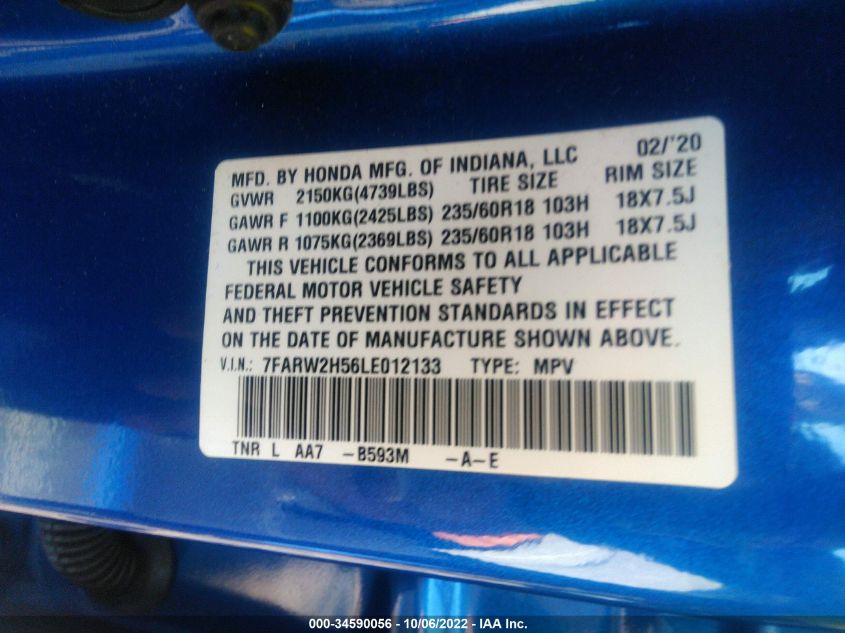 MFD. BY HONDA MFG. OF INDIANA, LLC 02/'20
GVWR 2150KG(4739LBS) TIRE SIZE RIM SIZE
GAWR F 1100KG(2425LBS) 235/60R18 103H 18X7.5J
GAWR R 1075KG(2369LBS) 235/60R18 103H 18X7.5J
THIS VEHICLE CONFORMS TO ALL APPLICABLE
FEDERAL MOTOR VEHICLE SAFETY
AND THEFT PREVENTION STANDARDS IN EFFECT
ON THE DATE OF MANUFACTURE SHOWN ABOVE.
V.I.N.: 7FARW2H56LE012133 TYPE: MPV
TNR L AA7 -B593M -A-E
000-34590056 - 10/06/2022 - IAA Inc.